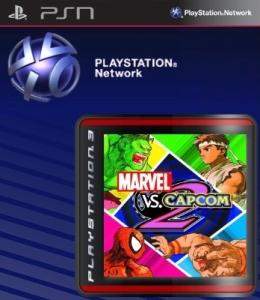 PSN
PlayStation®Network
PLAYSTATION®
Network
PLAYSTATION 3
MARVEL
VS. CAPCOM
2